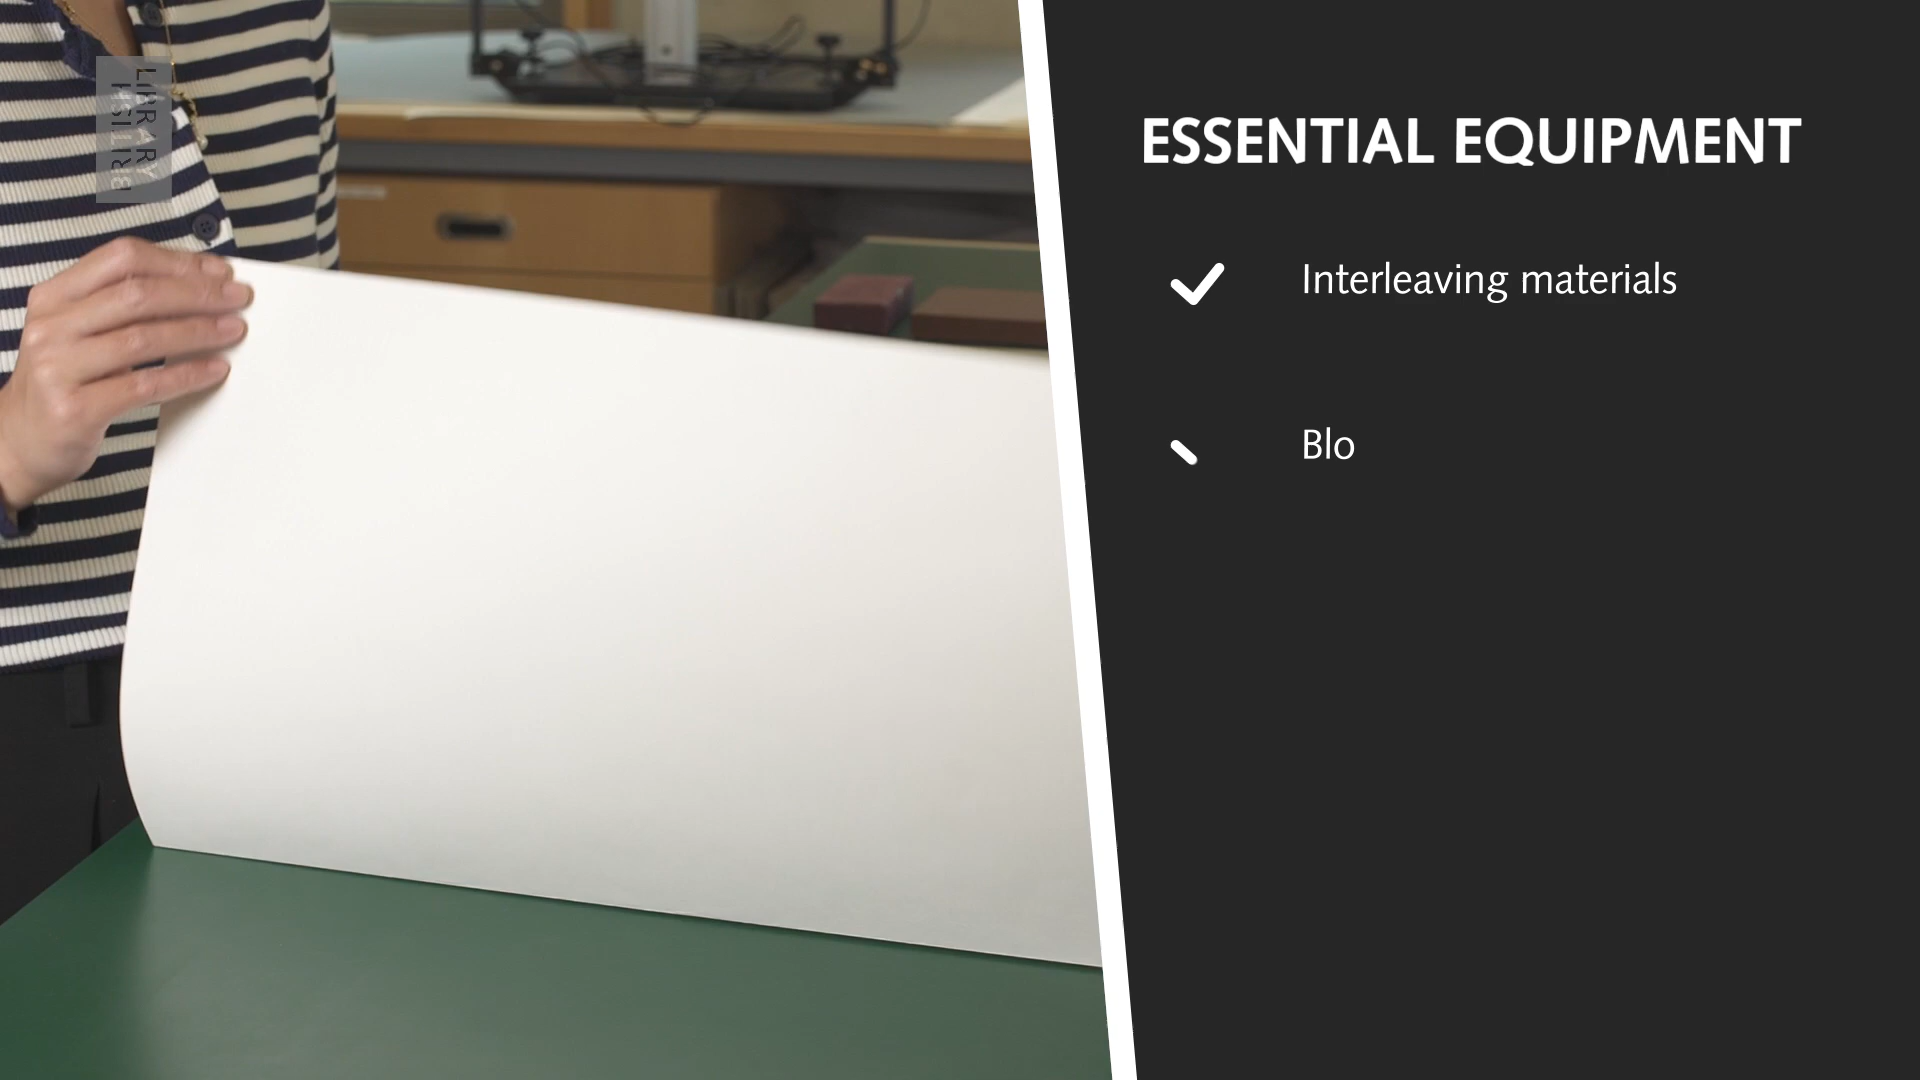 BRITISH
LIBRARY
ESSENTIAL EQUIPMENT
Interleaving materials
Blo